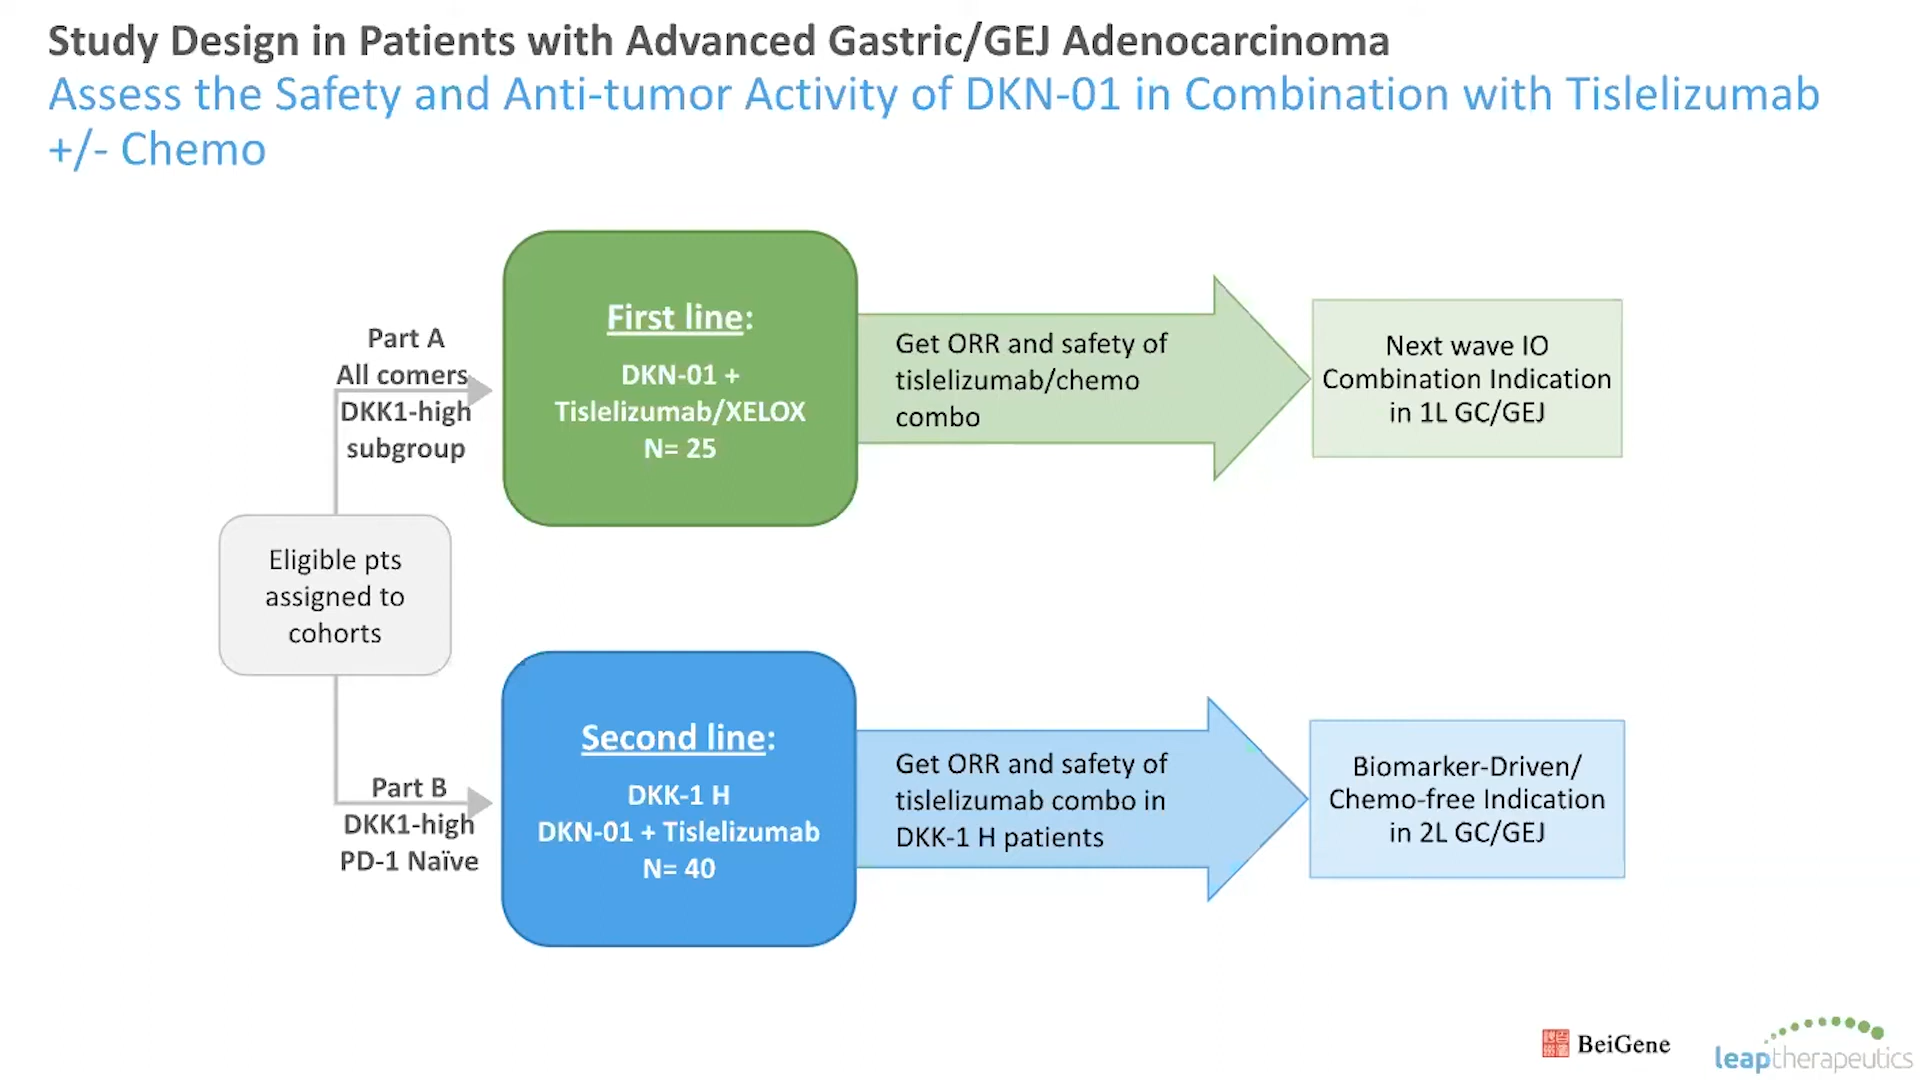 Study Design in Patients with Advanced Gastric/GEJ Adenocarcinoma
Assess the Safety and Anti-tumor Activity of DKN-01 in Combination with Tislelizumab
+/- Chemo
Part A
All comers
DKK1-high
subgroup
First line:
DKN-01 +
Tislelizumab/XELOX
N= 25
Get ORR and safety of
tislelizumab/chemo
combo
Next wave IO
Combination Indication
in 1L GC/GEJ
Eligible pts
assigned to
cohorts
Part B
DKK1-high
PD-1 Naïve
Second line:
DKK-1 H
DKN-01 + Tislelizumab
N= 40
Get ORR and safety of
tislelizumab combo in
DKK-1 H patients
Biomarker-Driven/
Chemo-free Indication
in 2L GC/GEJ
BeiGene
leaptherapeutics